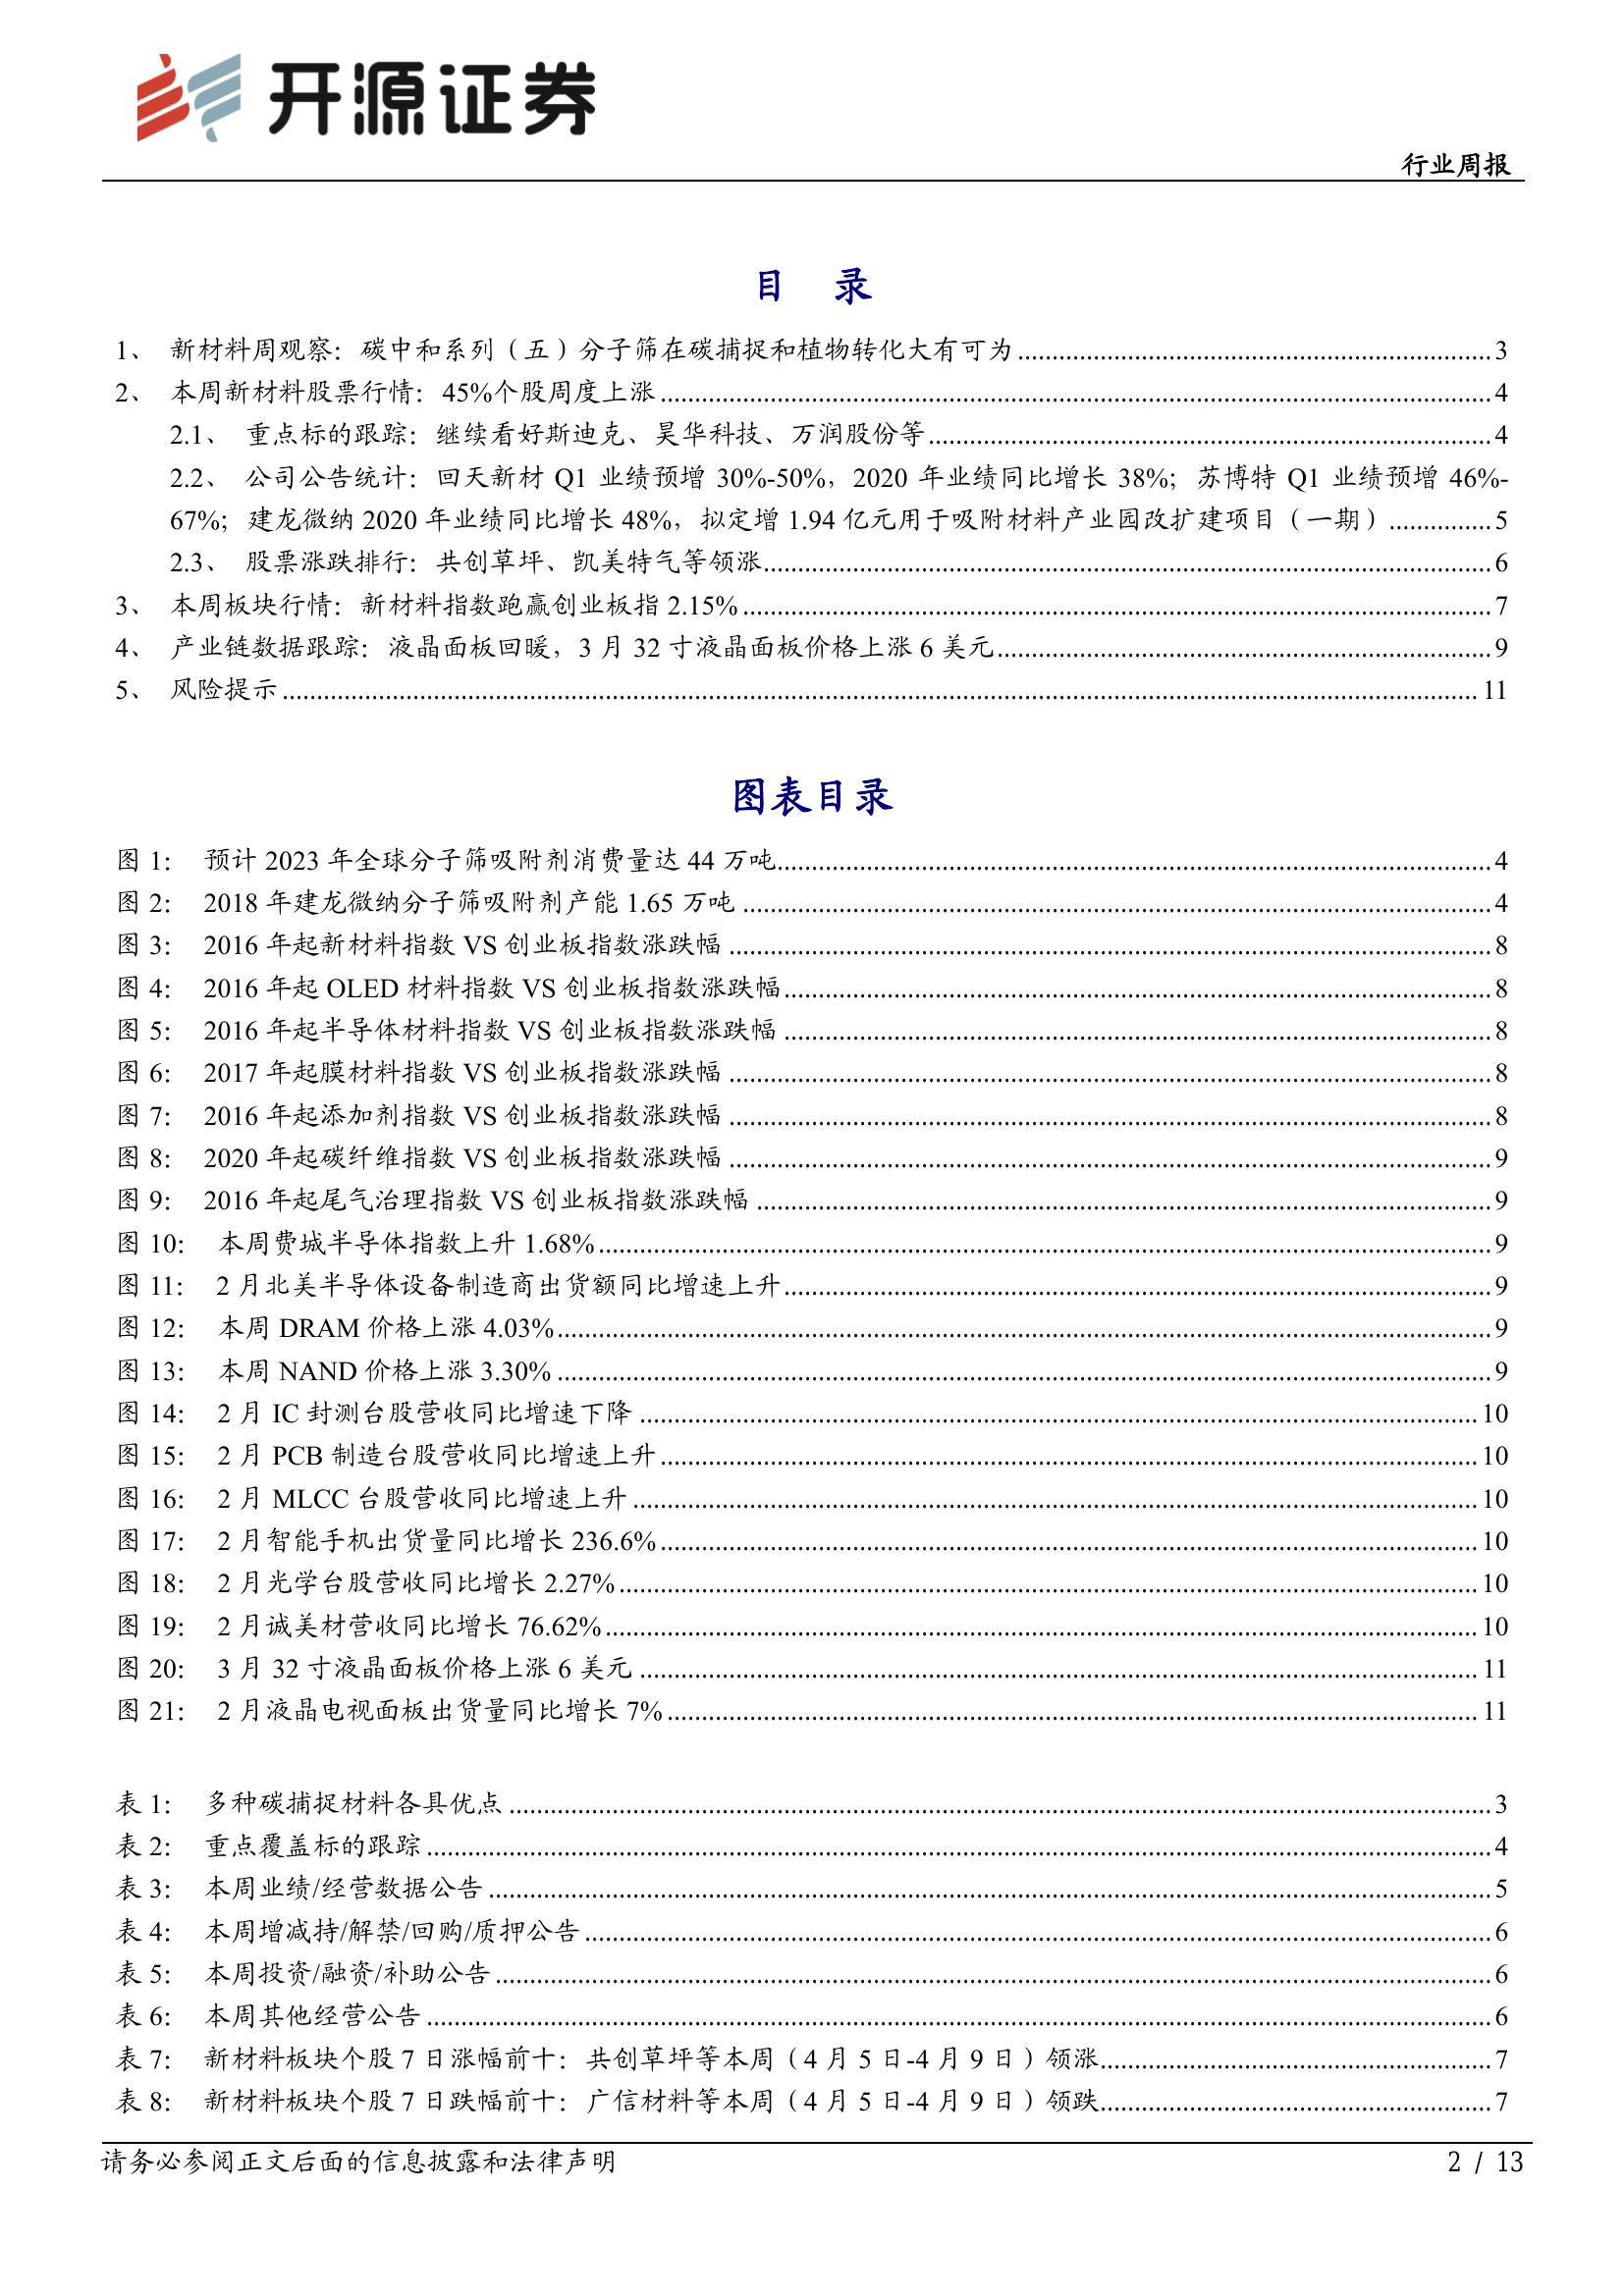 开源证券
行业周报
目 录
1、 新材料周观察：碳中和系列（五）分子筛在碳捕捉和植物转化大有可为 3
2、 本周新材料股票行情：45%个股周度上涨 4
2.1、 重点标的跟踪：继续看好斯迪克、昊华科技、万润股份等 4
2.2、 公司公告统计：回天新材 Q1 业绩预增 30%-50%，2020 年业绩同比增长 38%；苏博特 Q1 业绩预增 46%-
67%；建龙微纳 2020 年业绩同比增长 48%，拟定增 1.94 亿元用于吸附材料产业园改扩建项目（一期） 5
2.3、 股票涨跌排行：共创草坪、凯美特气等领涨 6
3、 本周板块行情：新材料指数跑赢创业板指 2.15% 7
4、 产业链数据跟踪：液晶面板回暖，3 月 32 寸液晶面板价格上涨 6 美元 9
5、 风险提示 11
图表目录
图 1： 预计 2023 年全球分子筛吸附剂消费量达 44 万吨 4
图 2： 2018 年建龙微纳分子筛吸附剂产能 1.65 万吨 4
图 3： 2016 年起新材料指数 VS 创业板指数涨跌幅 8
图 4： 2016 年起 OLED 材料指数 VS 创业板指数涨跌幅 8
图 5： 2016 年起半导体材料指数 VS 创业板指数涨跌幅 8
图 6： 2017 年起膜材料指数 VS 创业板指数涨跌幅 8
图 7： 2016 年起添加剂指数 VS 创业板指数涨跌幅 8
图 8： 2020 年起碳纤维指数 VS 创业板指数涨跌幅 9
图 9： 2016 年起尾气治理指数 VS 创业板指数涨跌幅 9
图 10： 本周费城半导体指数上升 1.68% 9
图 11： 2 月北美半导体设备制造商出货额同比增速上升 9
图 12： 本周 DRAM 价格上涨 4.03% 9
图 13： 本周 NAND 价格上涨 3.30% 9
图 14： 2 月 IC 封测台股营收同比增速下降 10
图 15： 2 月 PCB 制造台股营收同比增速上升 10
图 16： 2 月 MLCC 台股营收同比增速上升 10
图 17： 2 月智能手机出货量同比增长 236.6% 10
图 18： 2 月光学台股营收同比增长 2.27% 10
图 19： 2 月诚美材营收同比增长 76.62% 10
图 20： 3 月 32 寸液晶面板价格上涨 6 美元 11
图 21： 2 月液晶电视面板出货量同比增长 7% 11
表 1： 多种碳捕捉材料各具优点 3
表 2： 重点覆盖标的跟踪 4
表 3： 本周业绩/经营数据公告 5
表 4： 本周增减持/解禁/回购/质押公告 6
表 5： 本周投资/融资/补助公告 6
表 6： 本周其他经营公告 6
表 7： 新材料板块个股 7 日涨幅前十：共创草坪等本周（4 月 5 日-4 月 9 日）领涨 7
表 8： 新材料板块个股 7 日跌幅前十：广信材料等本周（4 月 5 日-4 月 9 日）领跌 7
请务必参阅正文后面的信息披露和法律声明 2 / 13